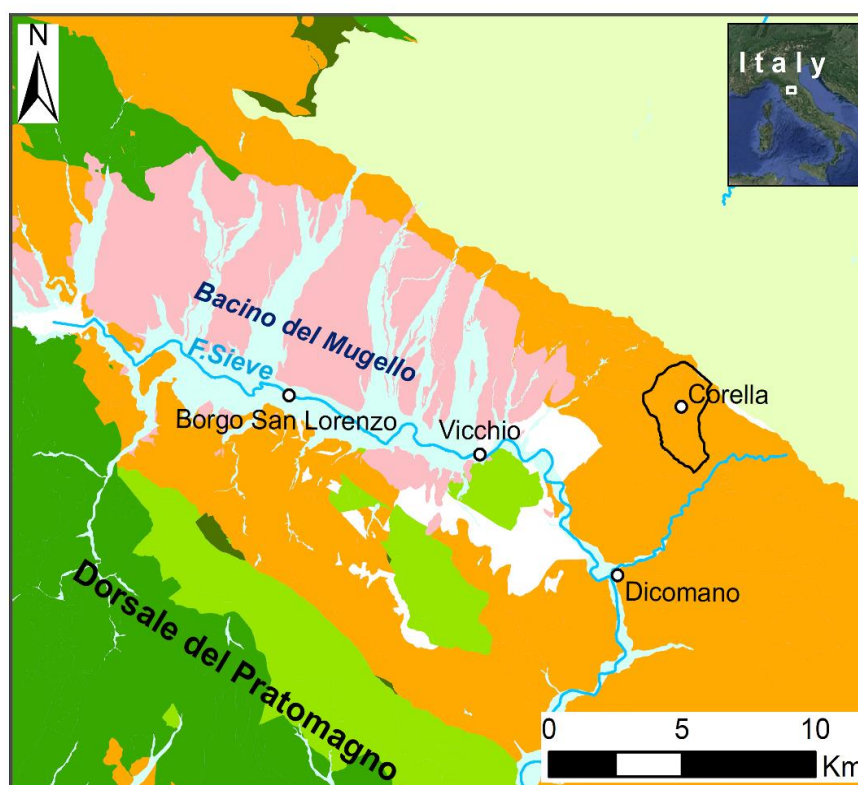 N
Italy
Bacino del Mugello
F.Sieve
Borgo San Lorenzo
Vicchio
Corella
Dicomano
Dorsale del Pratomagno
0 5 10
Km